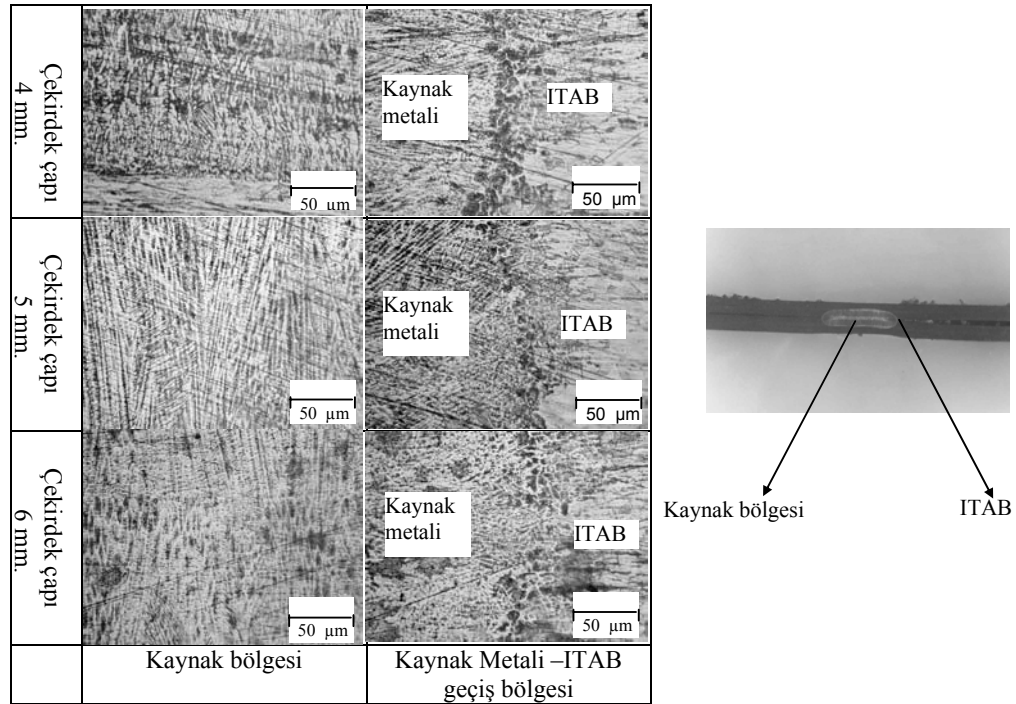 Çekirdek çapı
4 mm.
50 µm
Kaynak
metali
ITAB
50 µm
Çekirdek çapı
5 mm.
50 µm
Kaynak
metali
ITAB
50 µm
Çekirdek çapı
6 mm.
50 µm
Kaynak
metali
ITAB
50 µm
Kaynak bölgesi
Kaynak Metali –ITAB
geçiş bölgesi
Kaynak bölgesi
ITAB